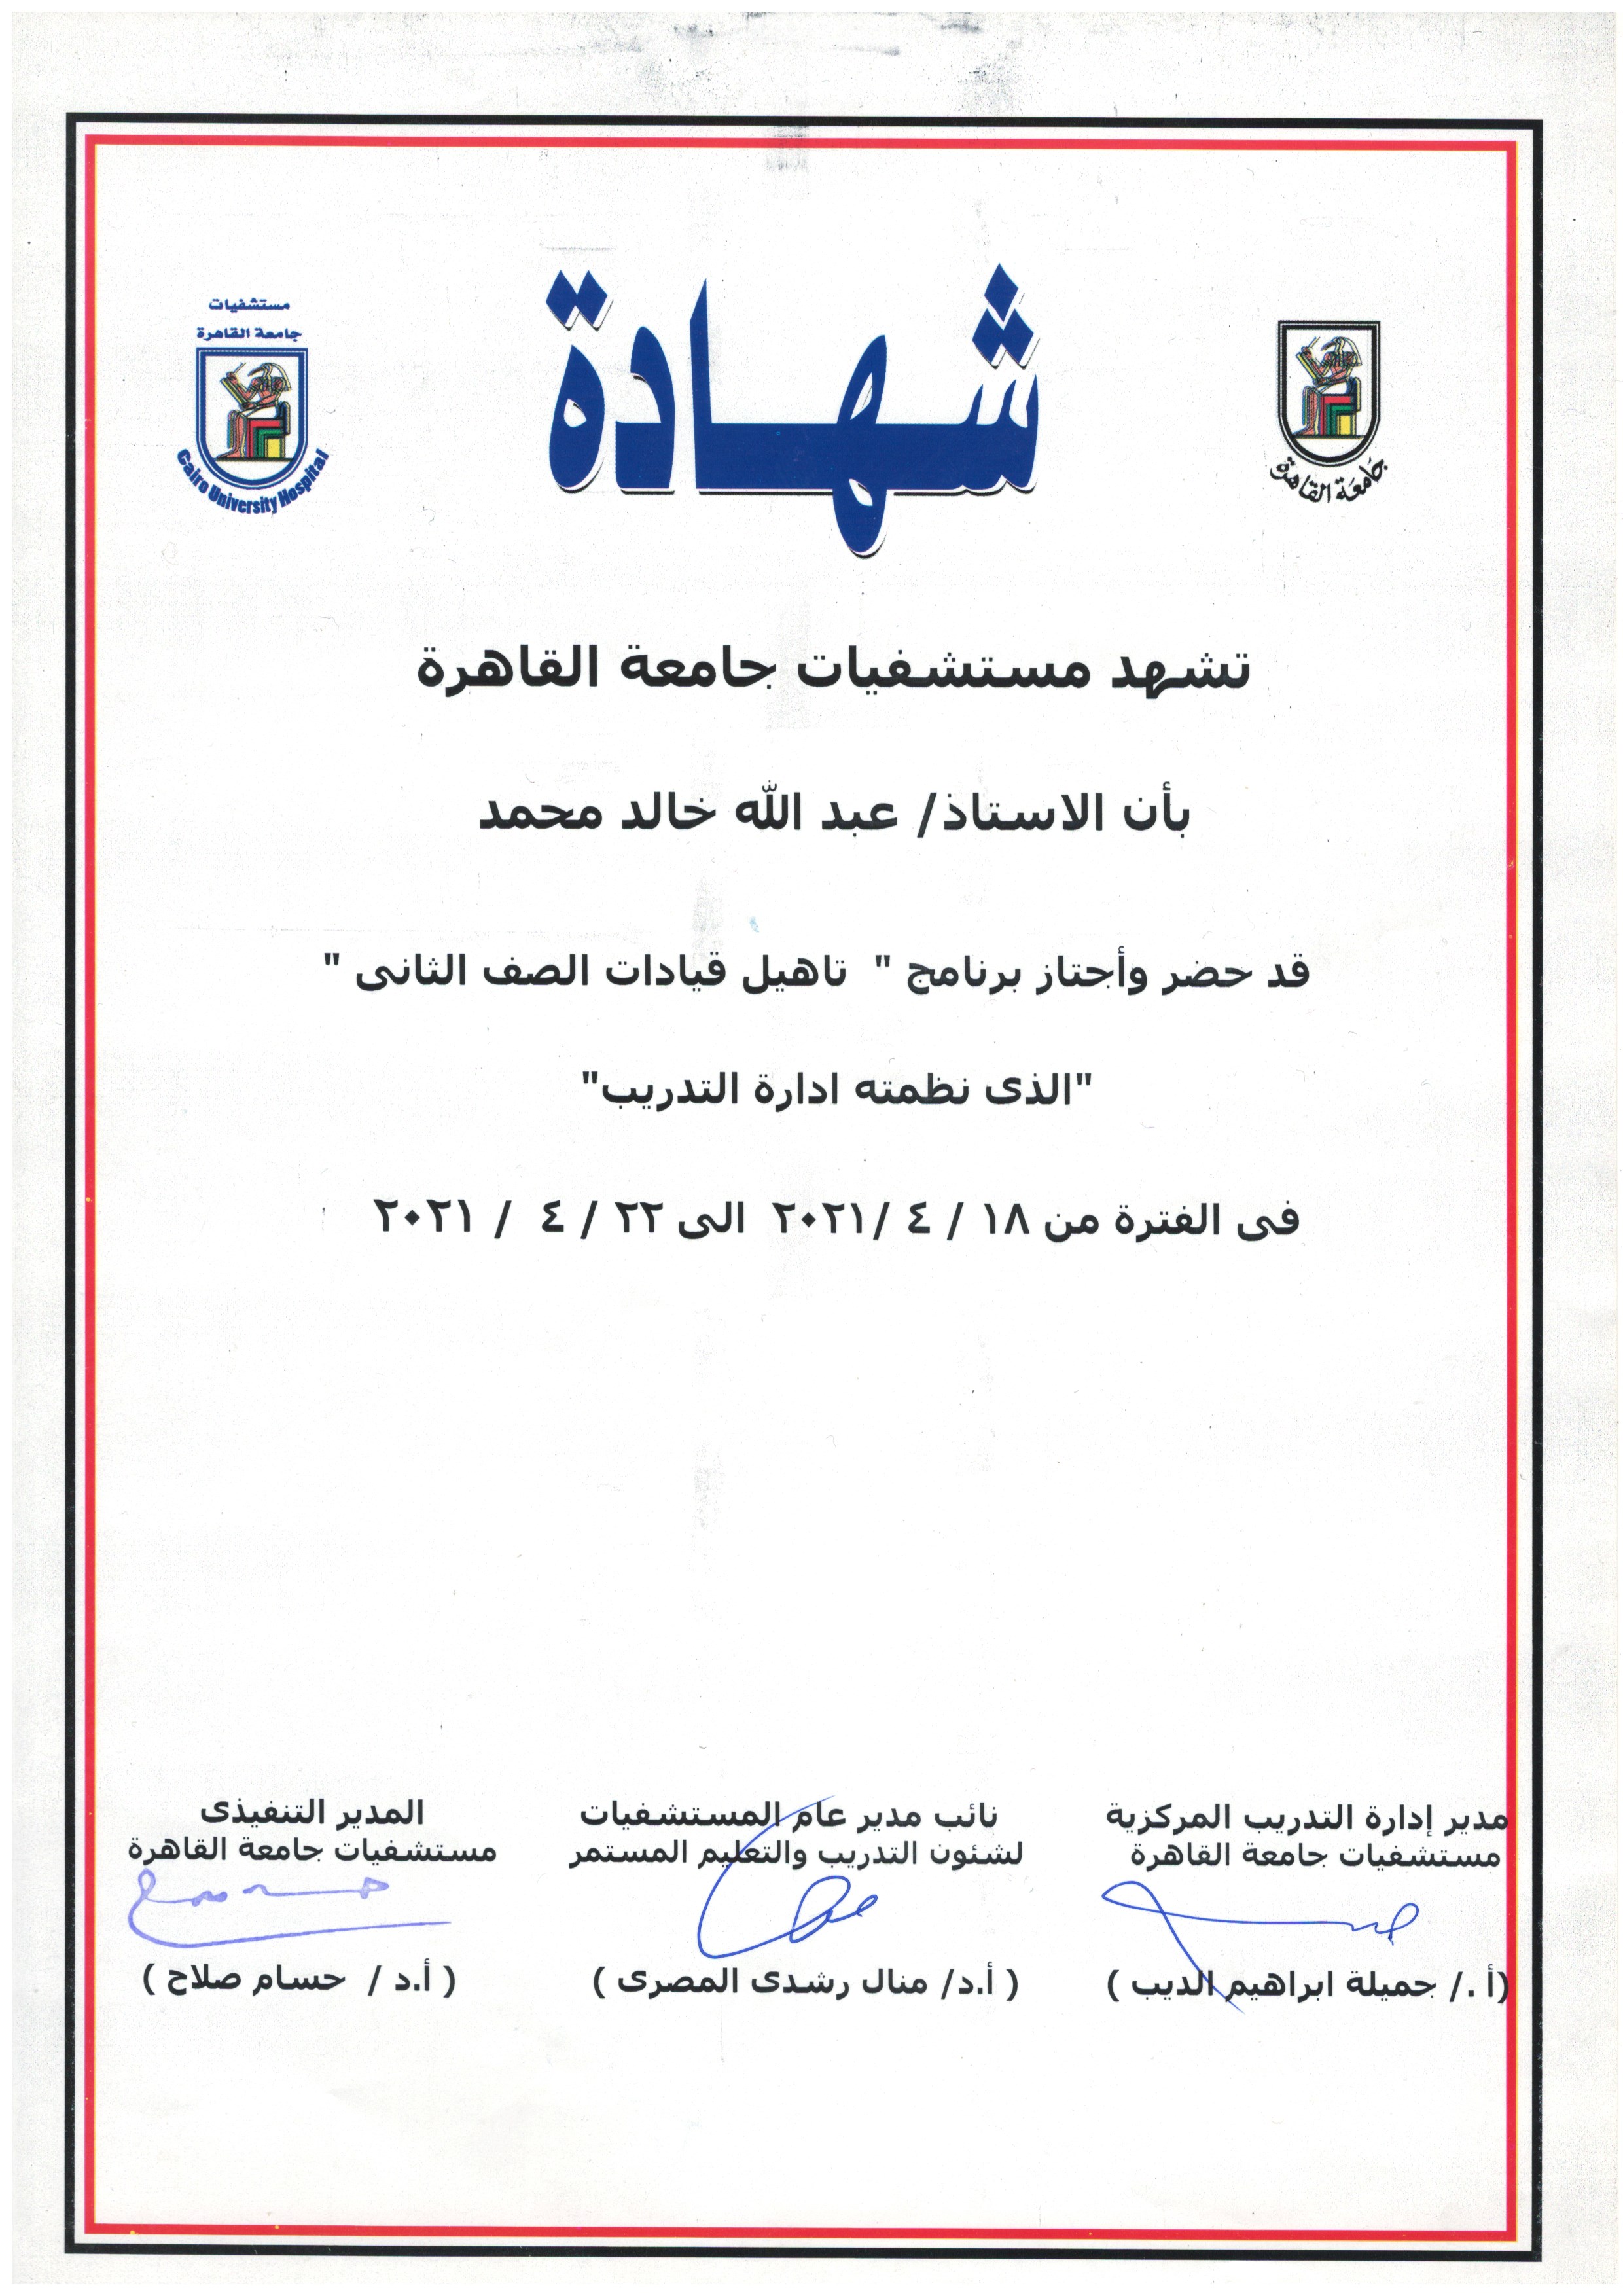 مستشفيات
جامعة القاهرة
Cairo University Hospital
جامعة القاهرة
شهادة
تشهد مستشفيات جامعة القاهرة
بأن الاستاذ/ عبد الله خالد محمد
قد حضر وأجتاز برنامج " تاهيل قيادات الصف الثانى "
"الذى نظمته ادارة التدريب"
فى الفترة من ١٨ / ٤ /٢٠٢١ الى ٢٢ / ٤ / ٢٠٢١
مدير إدارة التدريب المركزية
مستشفيات جامعة القاهرة
(أ ./ جميلة ابراهيم الديب )
نائب مدير عام المستشفيات
لشئون التدريب والتعليم المستمر
( أ.د/ منال رشدى المصرى )
المدير التنفيذى
مستشفيات جامعة القاهرة
( أ.د / حسام صلاح )